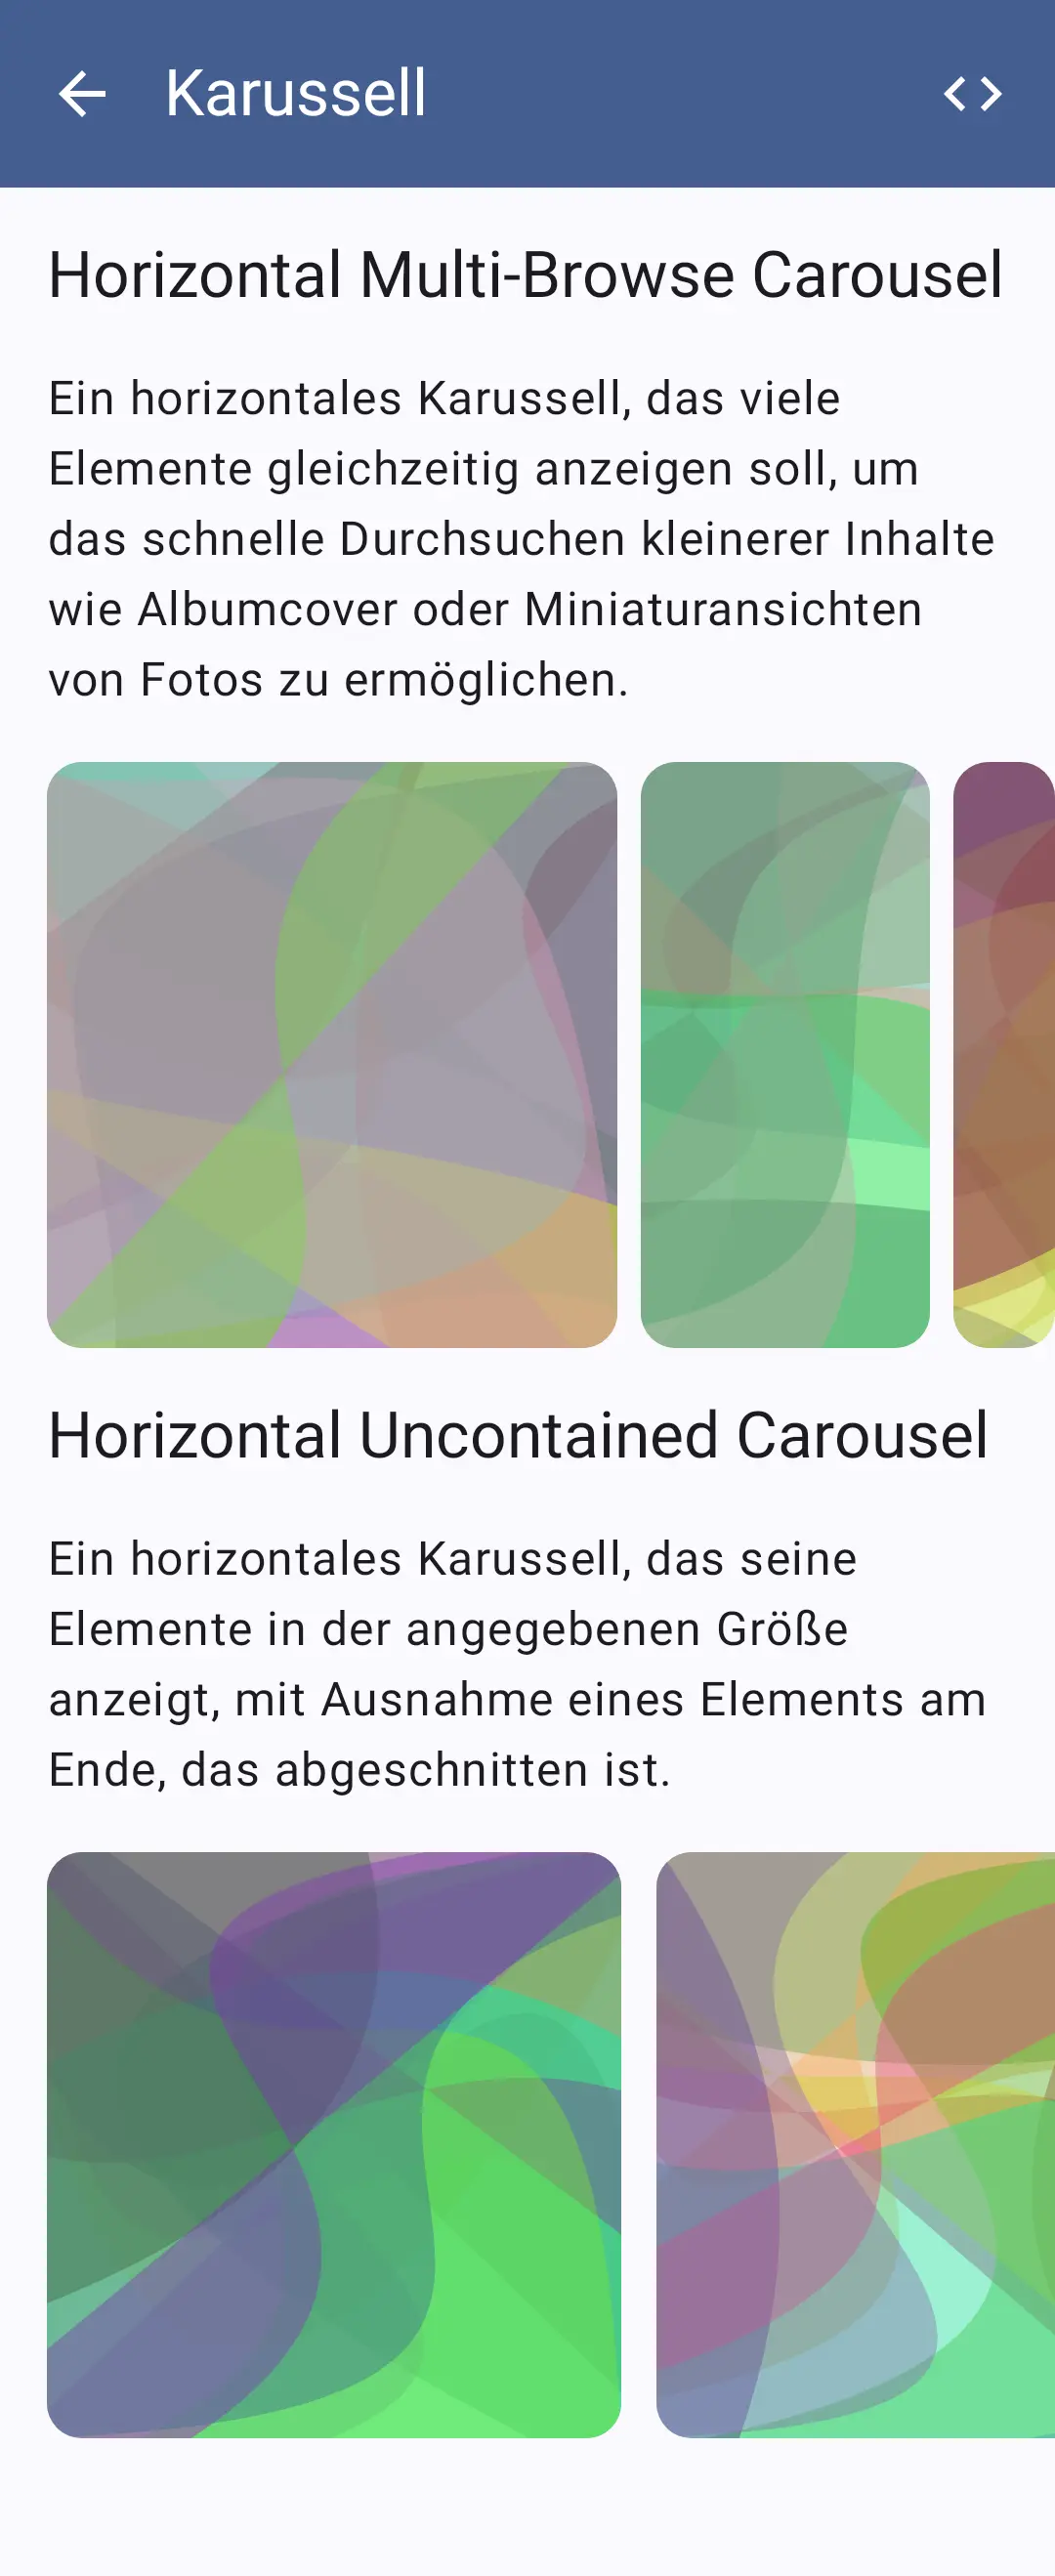 Karussell
Horizontal Multi-Browse Carousel
Ein horizontales Karussell, das viele
Elemente gleichzeitig anzeigen soll, um
das schnelle Durchsuchen kleinerer Inhalte
wie Albumcover oder Miniaturansichten
von Fotos zu ermöglichen.
Horizontal Uncontained Carousel
Ein horizontales Karussell, das seine
Elemente in der angegebenen Größe
anzeigt, mit Ausnahme eines Elements am
Ende, das abgeschnitten ist.